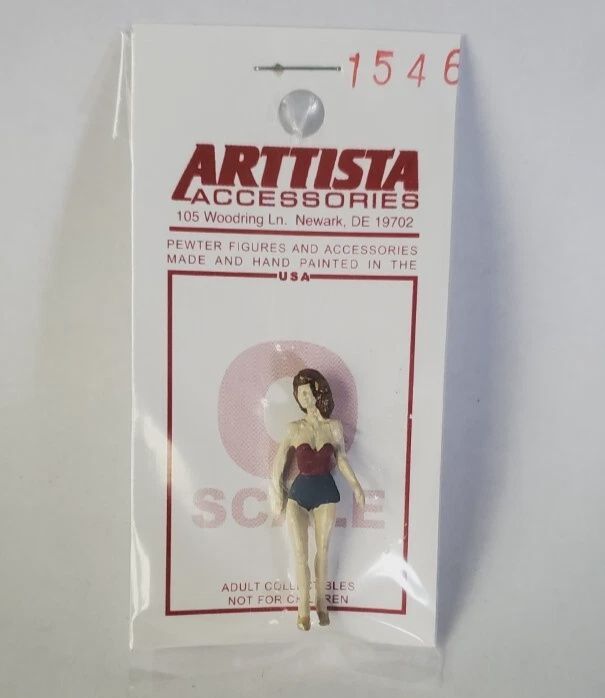 1546
ARTTISTA
ACCESSORIES
105 Woodring Ln. Newark, DE 19702
PEWTER FIGURES AND ACCESSORIES
MADE AND HAND PAINTED IN THE
USA
O
SCALE
ADULT COLLECTIBLES
NOT FOR CHILDREN